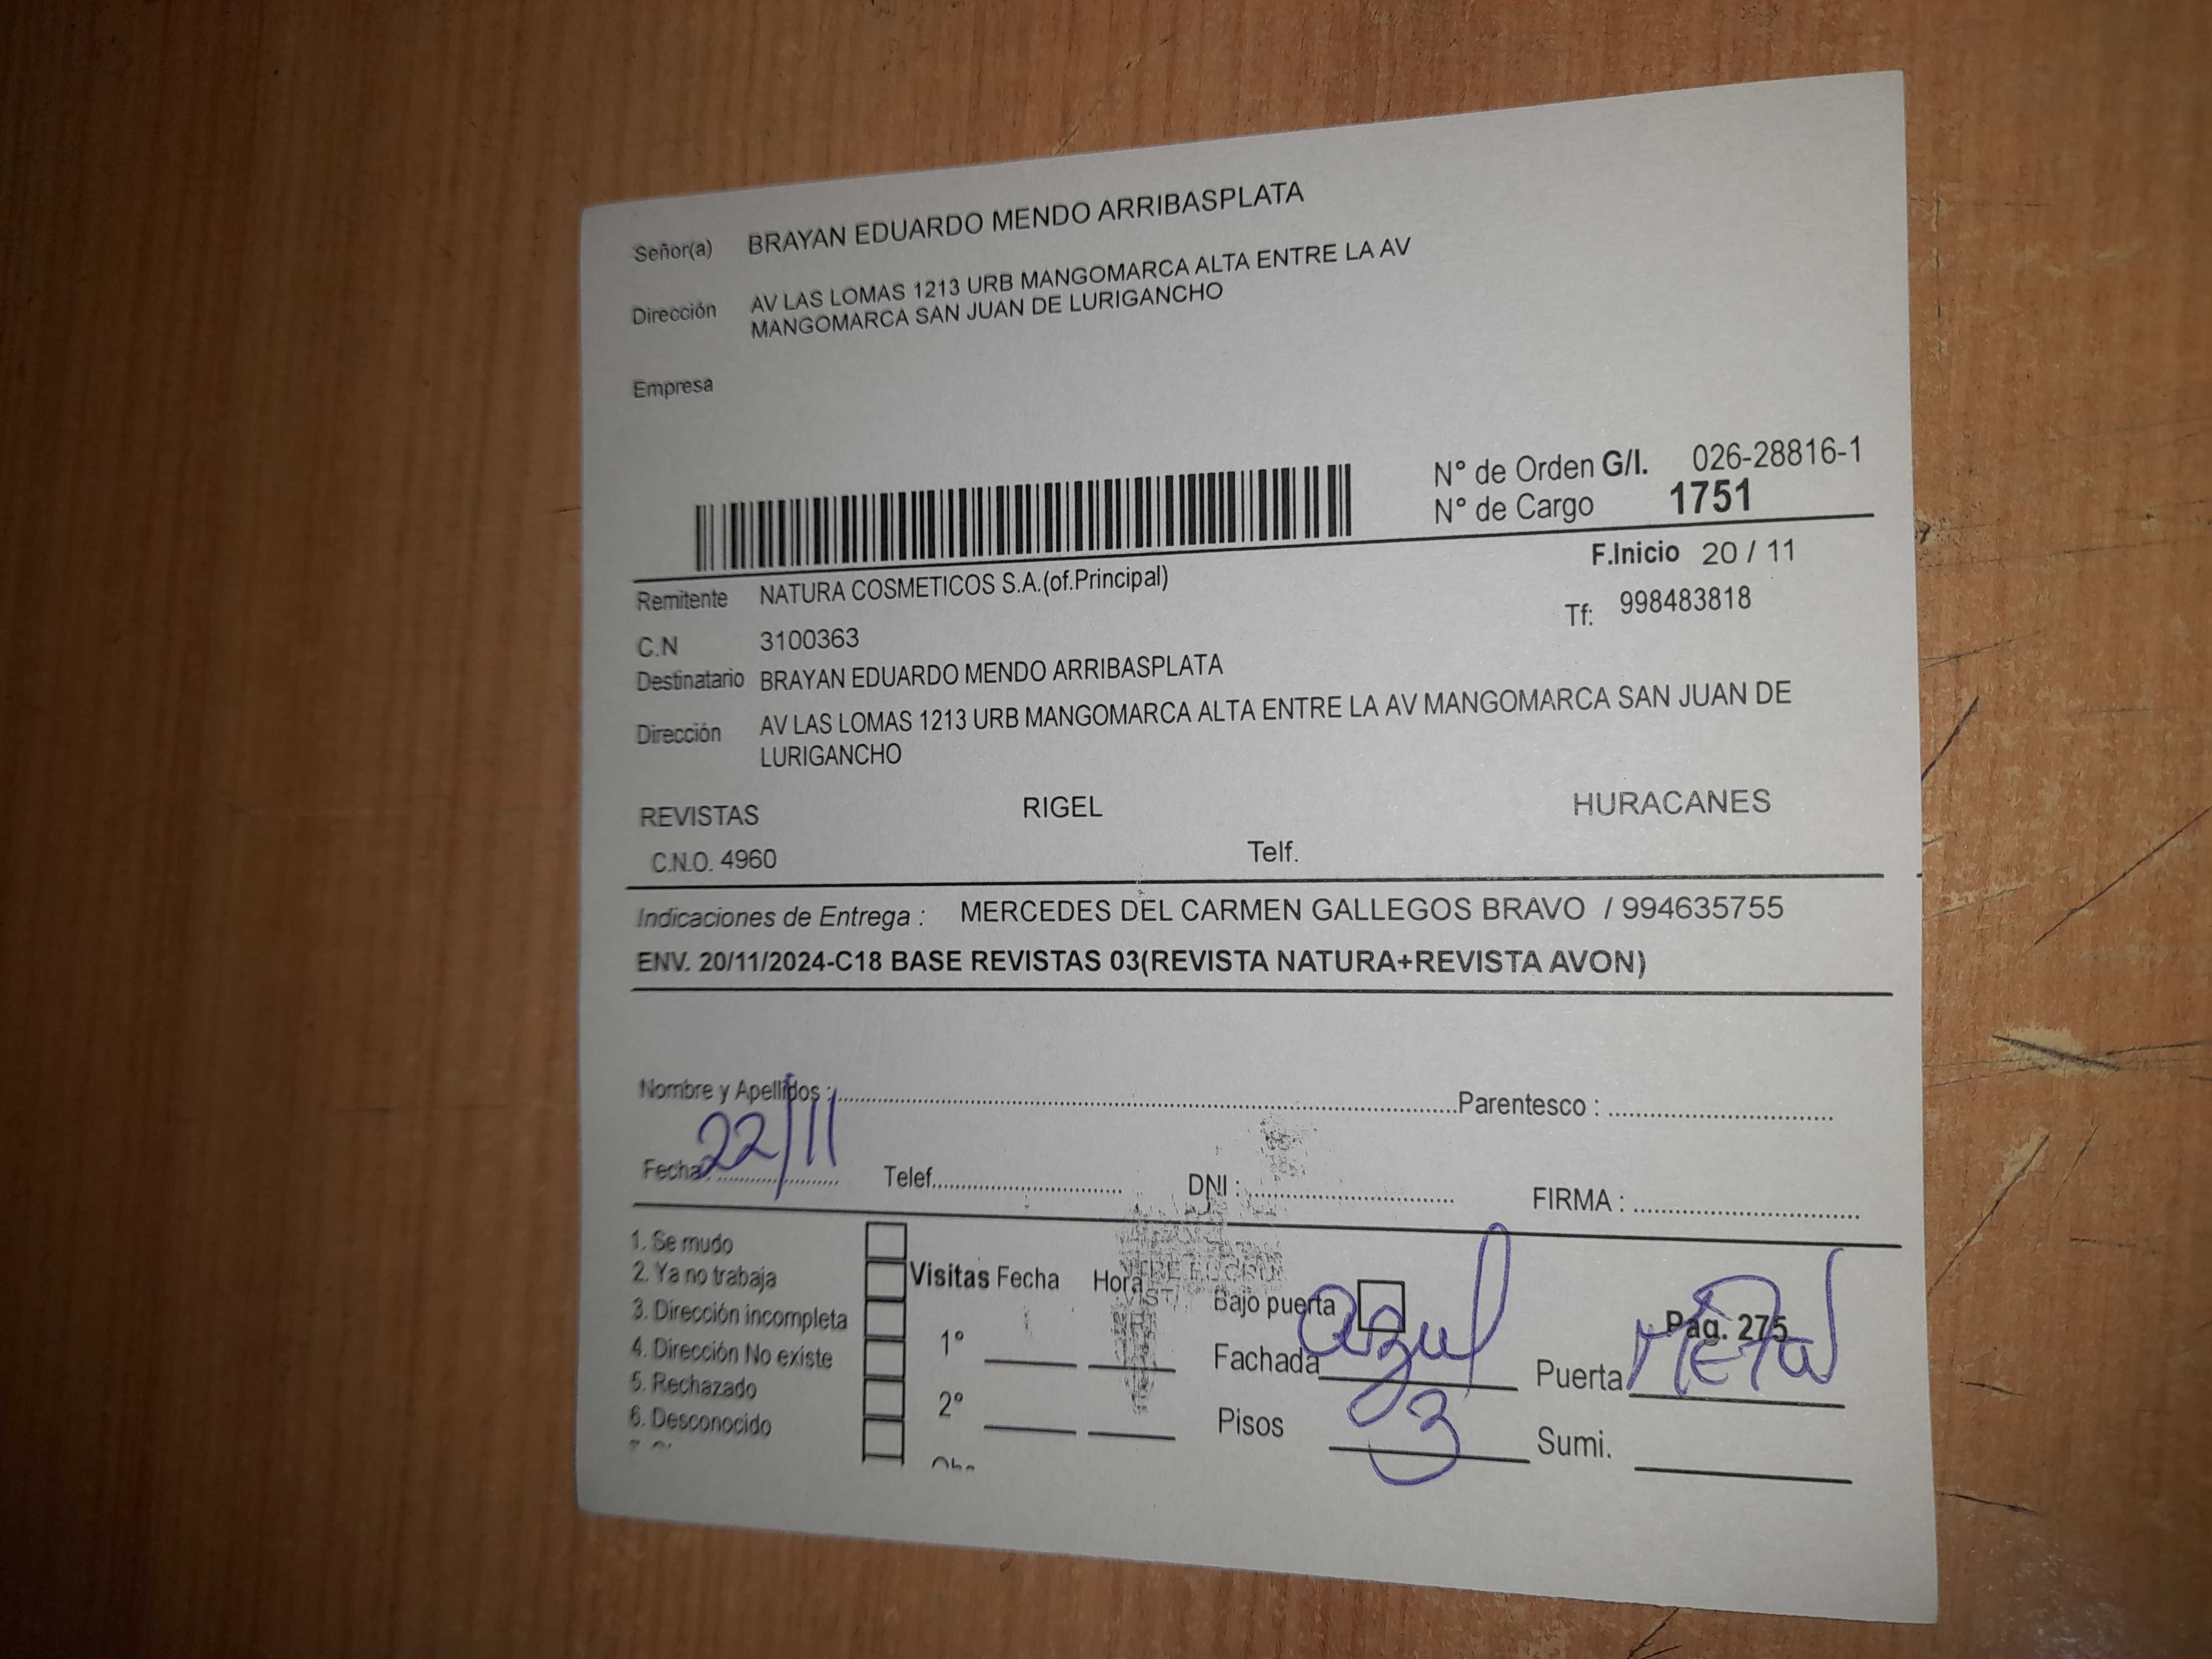 Señor(a) BRAYAN EDUARDO MENDO ARRIBASPLATA
Dirección AV LAS LOMAS 1213 URB MANGOMARCA ALTA ENTRE LA AV
MANGOMARCA SAN JUAN DE LURIGANCHO
Empresa
N° de Orden G/I. 026-28816-1
N° de Cargo 1751
F.Inicio 20 / 11
Remitente NATURA COSMETICOS S.A.(of.Principal)
Tf: 998483818
C.N 3100363
Destinatario BRAYAN EDUARDO MENDO ARRIBASPLATA
Dirección AV LAS LOMAS 1213 URB MANGOMARCA ALTA ENTRE LA AV MANGOMARCA SAN JUAN DE
LURIGANCHO
REVISTAS RIGEL HURACANES
C.N.O. 4960 Telf.
Indicaciones de Entrega : MERCEDES DEL CARMEN GALLEGOS BRAVO / 994635755
ENV. 20/11/2024-C18 BASE REVISTAS 03(REVISTA NATURA+REVISTA AVON)
Nombre y Apellidos : Parentesco :
Fecha : 22/11 Telef. DNI : FIRMA :
1. Se mudo
2. Ya no trabaja Visitas Fecha Hora Bajo puerta
3. Dirección incompleta Pág. 275
4. Dirección No existe 1° Fachada azul Puerta METAL
5. Rechazado
6. Desconocido 2° Pisos 3 Sumi.